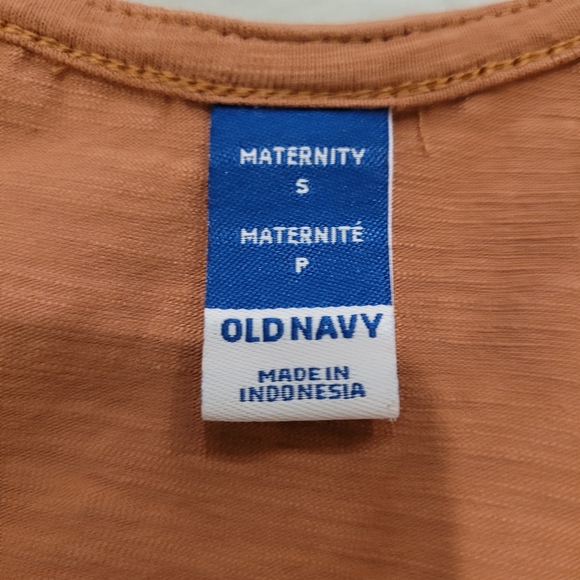 MATERNITY
S
MATERNITÉ
P
OLD NAVY
MADE IN
INDONESIA